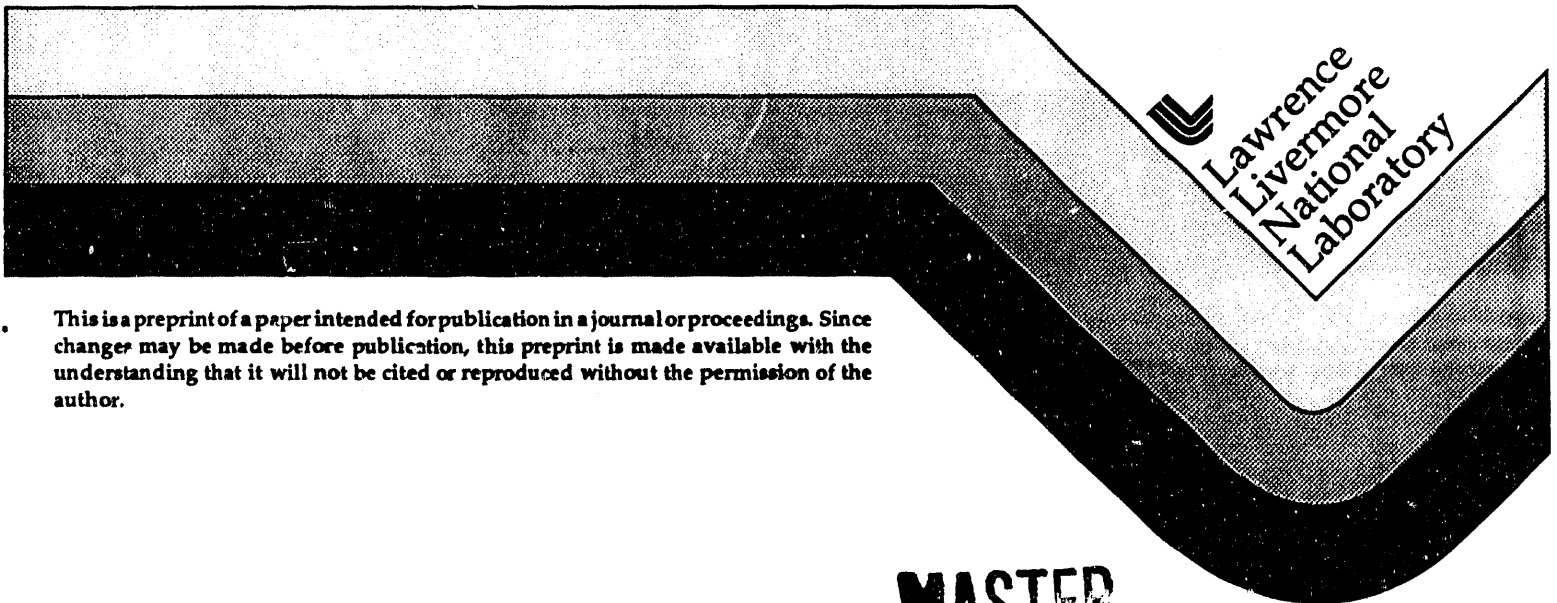 Lawrence
Livermore
National
Laboratory
This is a preprint of a paper intended for publication in a journal or proceedings. Since
changes may be made before publication, this preprint is made available with the
understanding that it will not be cited or reproduced without the permission of the
author.
MASTER